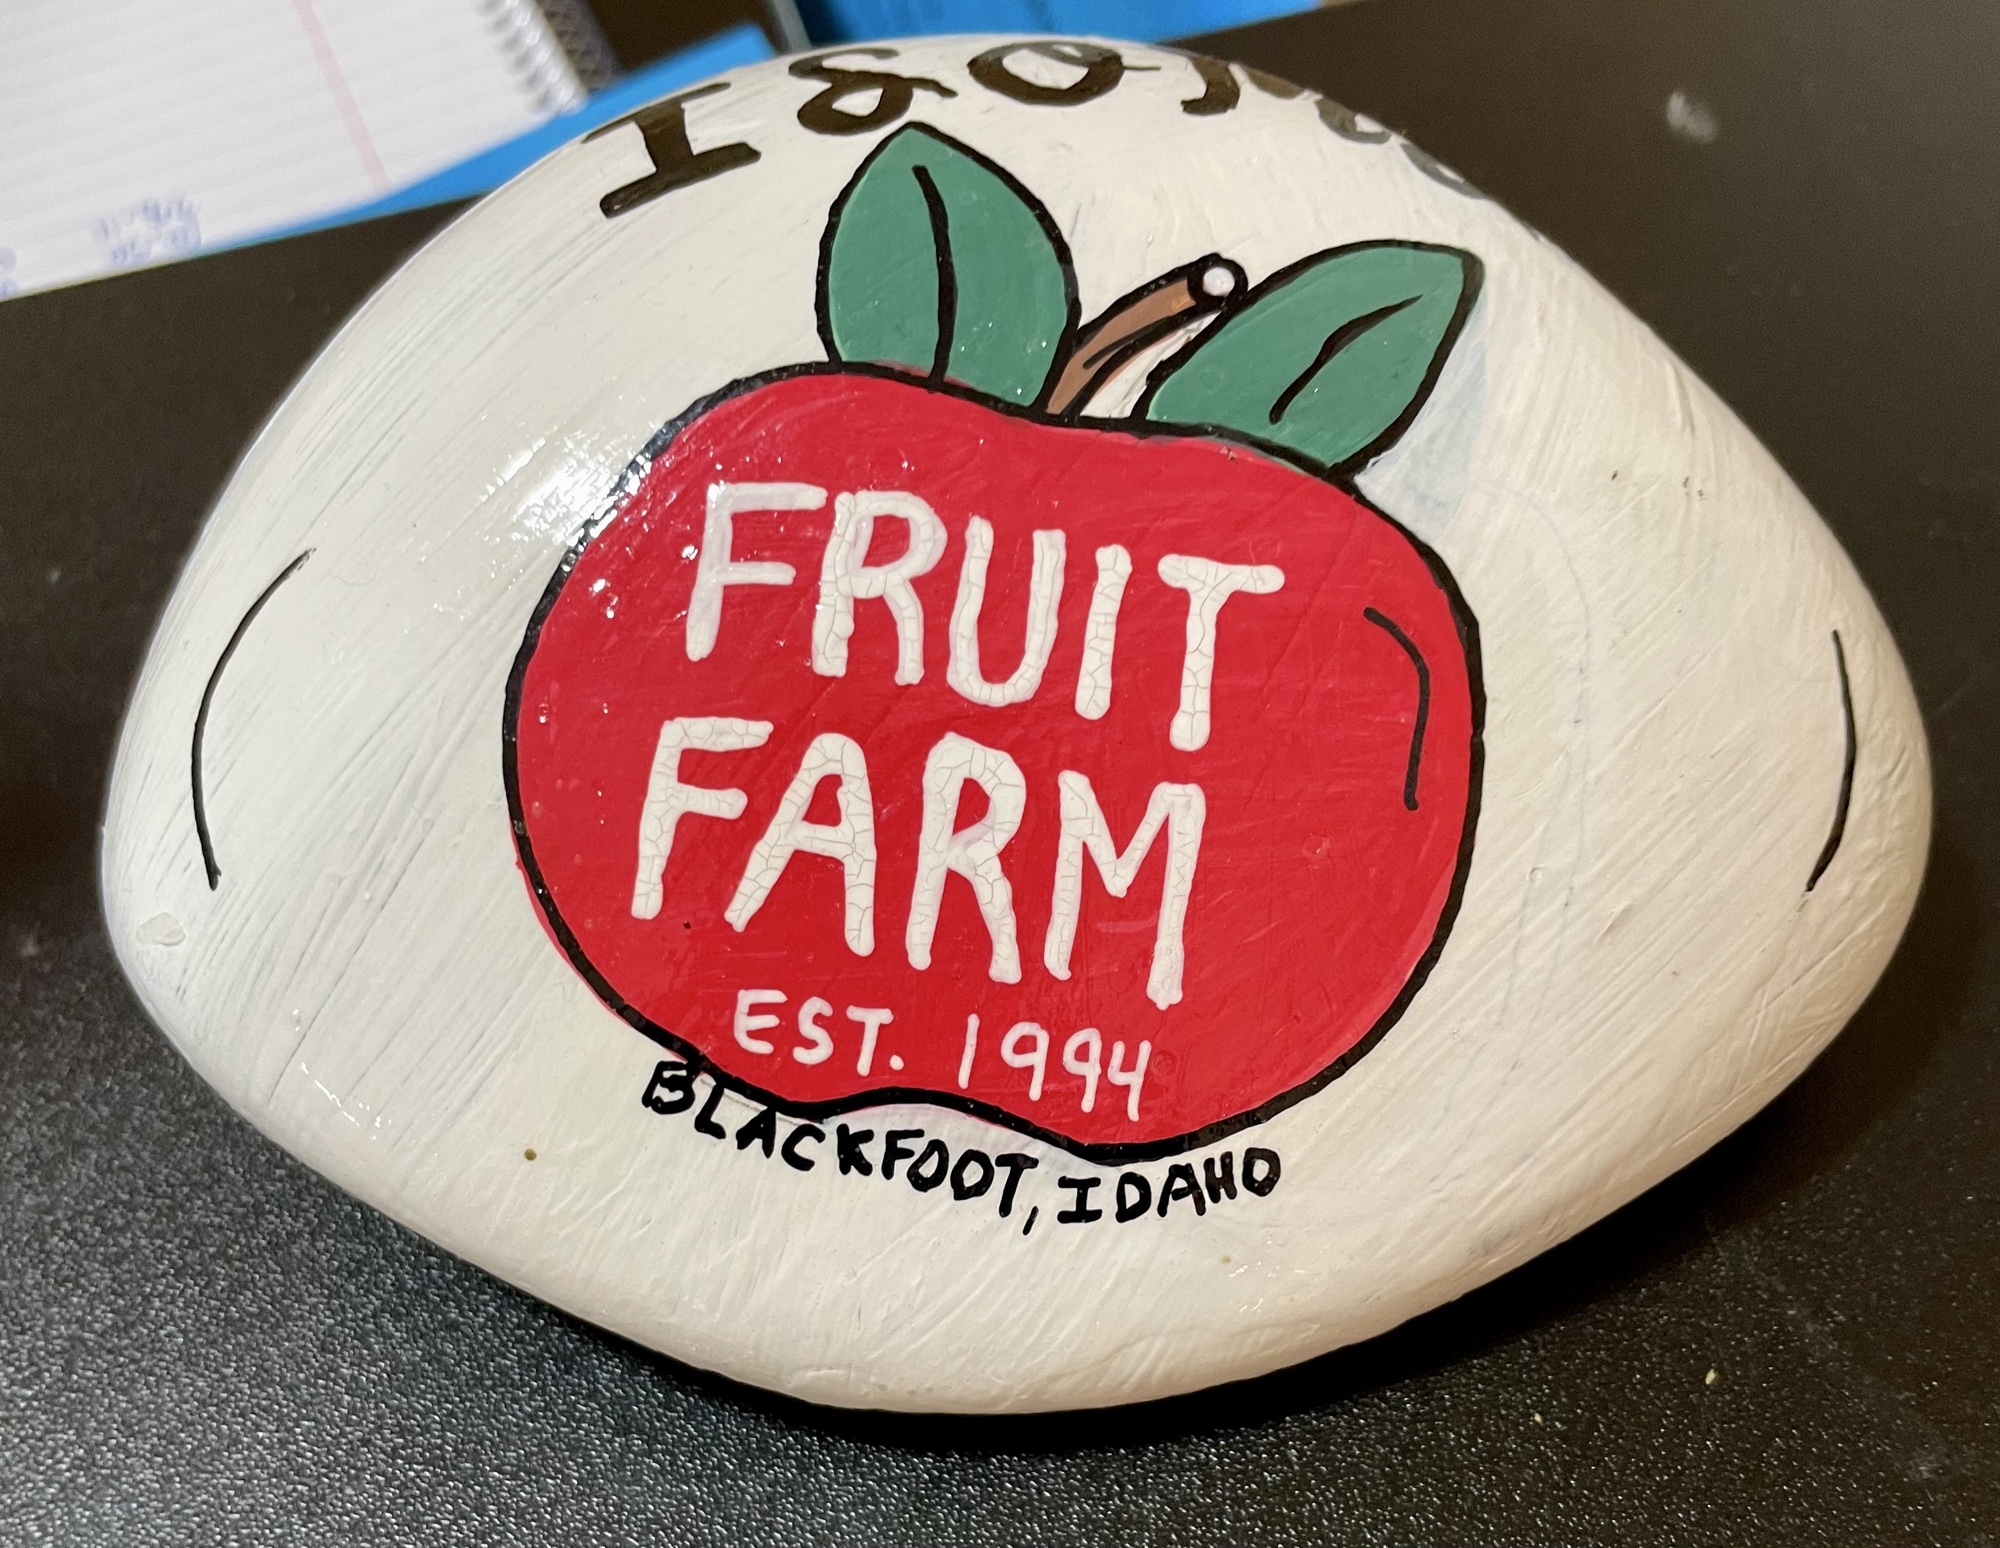 FRUIT
FARM
EST. 1994
BLACKFOOT, IDAHO